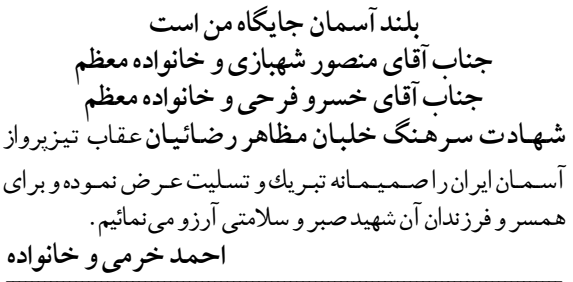 بلند آسمان جایگاه من است
جناب آقای منصور شهبازی و خانواده معظم
جناب آقای خسرو فرحی و خانواده معظم
شهادت سرهنگ خلبان مظاهر رضائیان عقاب تیزپرواز
آسمان ایران را صمیمانه تبریك و تسلیت عرض نموده و برای
همسر و فرزندان آن شهید صبر و سلامتی آرزو می‌نمائیم.
احمد خرمی و خانواده